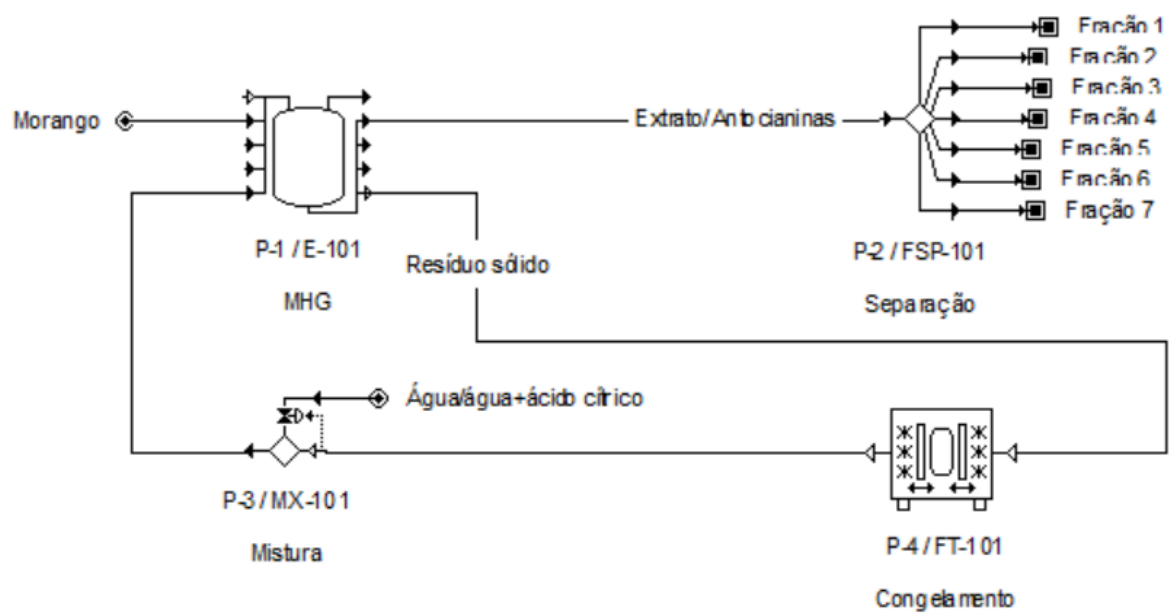 Morango
Extrato/Antocianinas
Fração 1
Fração 2
Fração 3
Fração 4
Fração 5
Fração 6
Fração 7
P-1 / E-101
MHG
Resíduo sólido
P-2 / FSP-101
Separação
Água/água+ácido cítrico
P-3 / MX-101
Mistura
P-4 / FT-101
Congelamento